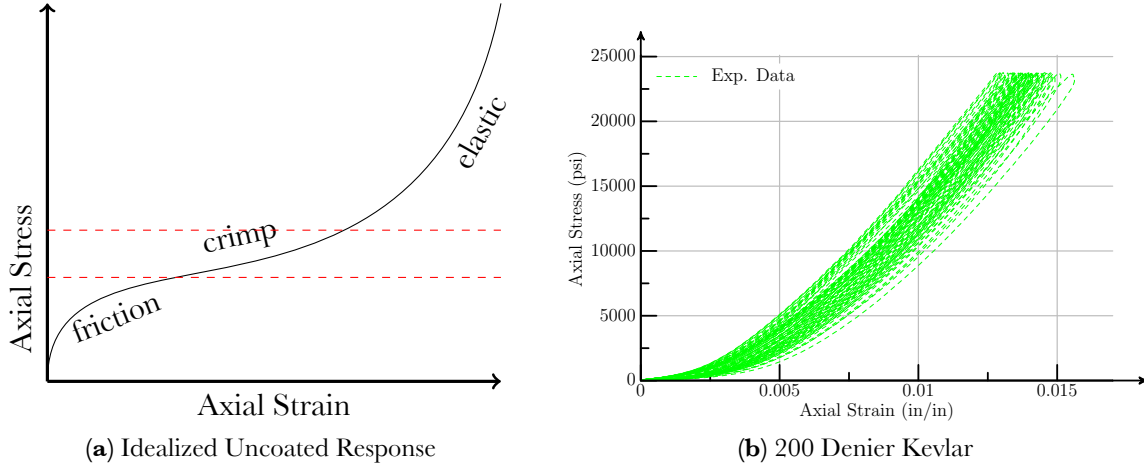 Axial Stress
friction
crimp
elastic
Axial Strain
(a) Idealized Uncoated Response
25000
20000
15000
10000
5000
0
Axial Stress (psi)
Exp. Data
0
0.005
0.01
0.015
Axial Strain (in/in)
(b) 200 Denier Kevlar